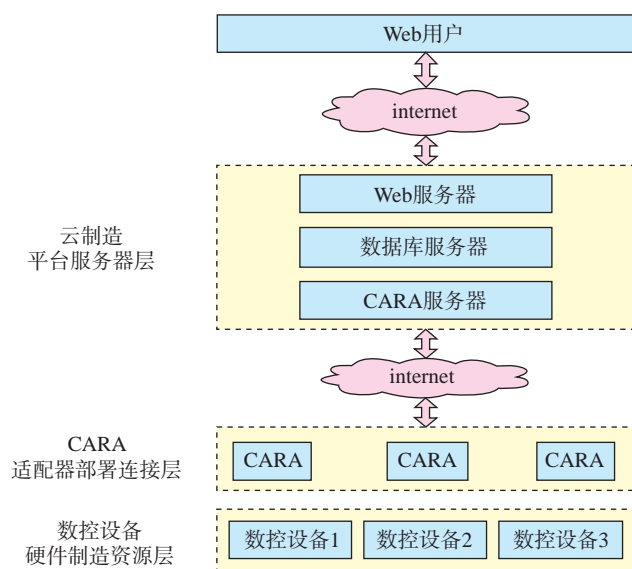 Web用户
internet
云制造
平台服务器层
Web服务器
数据库服务器
CARA服务器
internet
CARA
适配器部署连接层
CARA
CARA
CARA
数控设备
硬件制造资源层
数控设备1
数控设备2
数控设备3